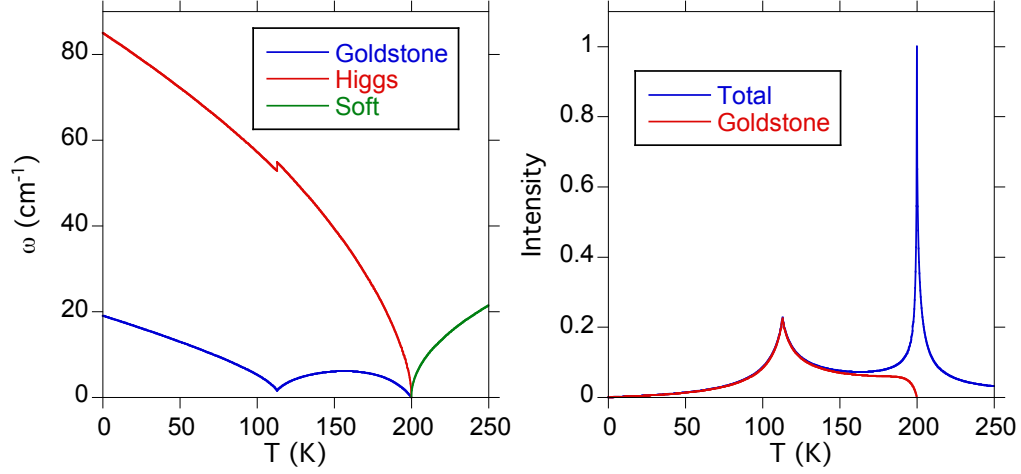 ω (cm⁻¹)
80
60
40
20
0
Goldstone
Higgs
Soft
0 50 100 150 200 250
T (K)
Intensity
1
0.8
0.6
0.4
0.2
0
Total
Goldstone
0 50 100 150 200 250
T (K)